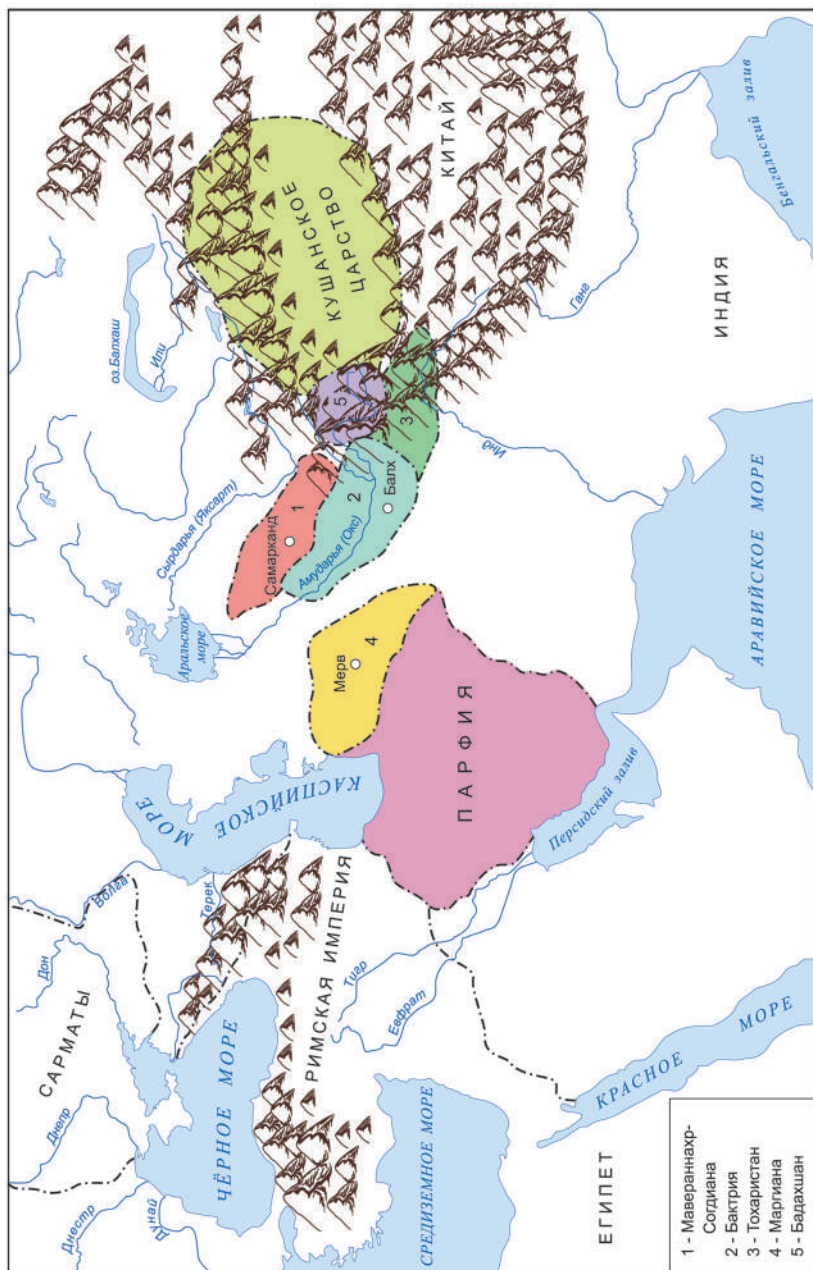 САРМАТЫ
Днестр
Днепр
Дунай
Дон
Волга
Терек
ЧЁРНОЕ МОРЕ
КАСПИЙСКОЕ
МОРЕ
Аральское
море
Сырдарья (Яксарт)
оз.Балхаш
Или
РИМСКАЯ ИМПЕРИЯ
СРЕДИЗЕМНОЕ МОРЕ
Тигр
Евфрат
ПАРФИЯ
Мерв
4
Самарканд
1
Амударья (Окс)
2
Балх
5
3
КУШАНСКОЕ
ЦАРСТВО
КИТАЙ
Инд
Ганг
ИНДИЯ
ЕГИПЕТ
КРАСНОЕ МОРЕ
Персидский залив
АРАВИЙСКОЕ МОРЕ
Бенгальский залив
1 - Мавераннахр-
Согдиана
2 - Бактрия
3 - Тохаристан
4 - Маргиана
5 - Бадахшан